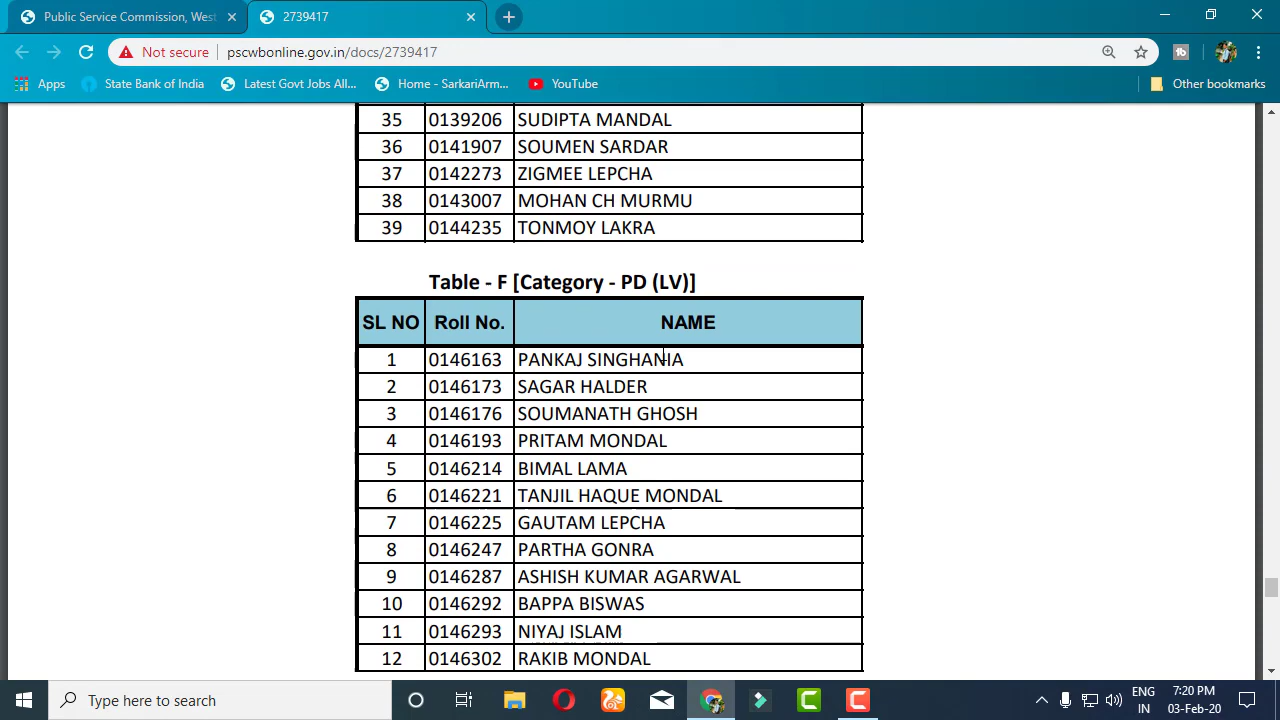 Public Service Commission, West
2739417
Not secure
pscwbonline.gov.in/docs/2739417
Apps
State Bank of India
Latest Govt Jobs All...
Home - SarkariArm...
YouTube
Other bookmarks
35 0139206 SUDIPTA MANDAL
36 0141907 SOUMEN SARDAR
37 0142273 ZIGMEE LEPCHA
38 0143007 MOHAN CH MURMU
39 0144235 TONMOY LAKRA
Table - F [Category - PD (LV)]
SL NO Roll No. NAME
1 0146163 PANKAJ SINGHANIA
2 0146173 SAGAR HALDER
3 0146176 SOUMANATH GHOSH
4 0146193 PRITAM MONDAL
5 0146214 BIMAL LAMA
6 0146221 TANJIL HAQUE MONDAL
7 0146225 GAUTAM LEPCHA
8 0146247 PARTHA GONRA
9 0146287 ASHISH KUMAR AGARWAL
10 0146292 BAPPA BISWAS
11 0146293 NIYAJ ISLAM
12 0146302 RAKIB MONDAL
Type here to search
ENG
IN
7:20 PM
03-Feb-20